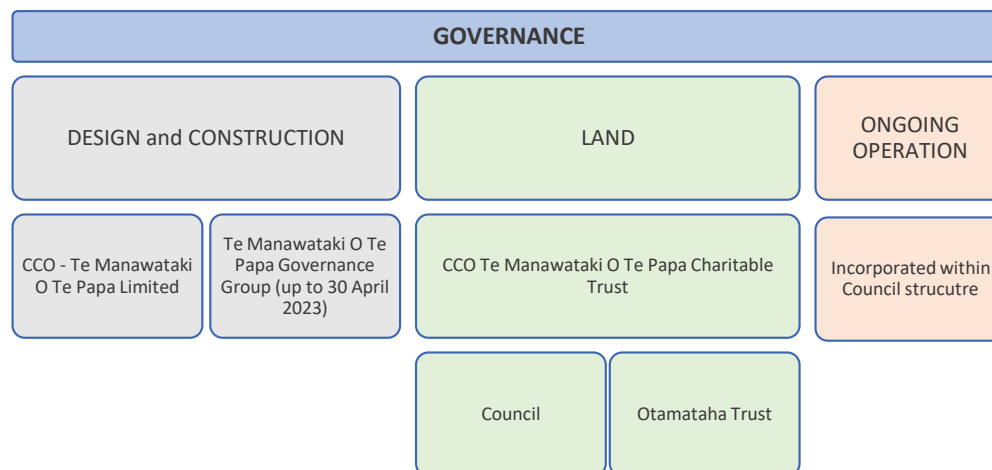 GOVERNANCE
DESIGN and CONSTRUCTION
LAND
ONGOING
OPERATION
CCO - Te Manawataki
O Te Papa Limited
Te Manawataki O Te
Papa Governance
Group (up to 30 April
2023)
CCO Te Manawataki O Te Papa Charitable
Trust
Incorporated within
Council strucutre
Council
Otamataha Trust